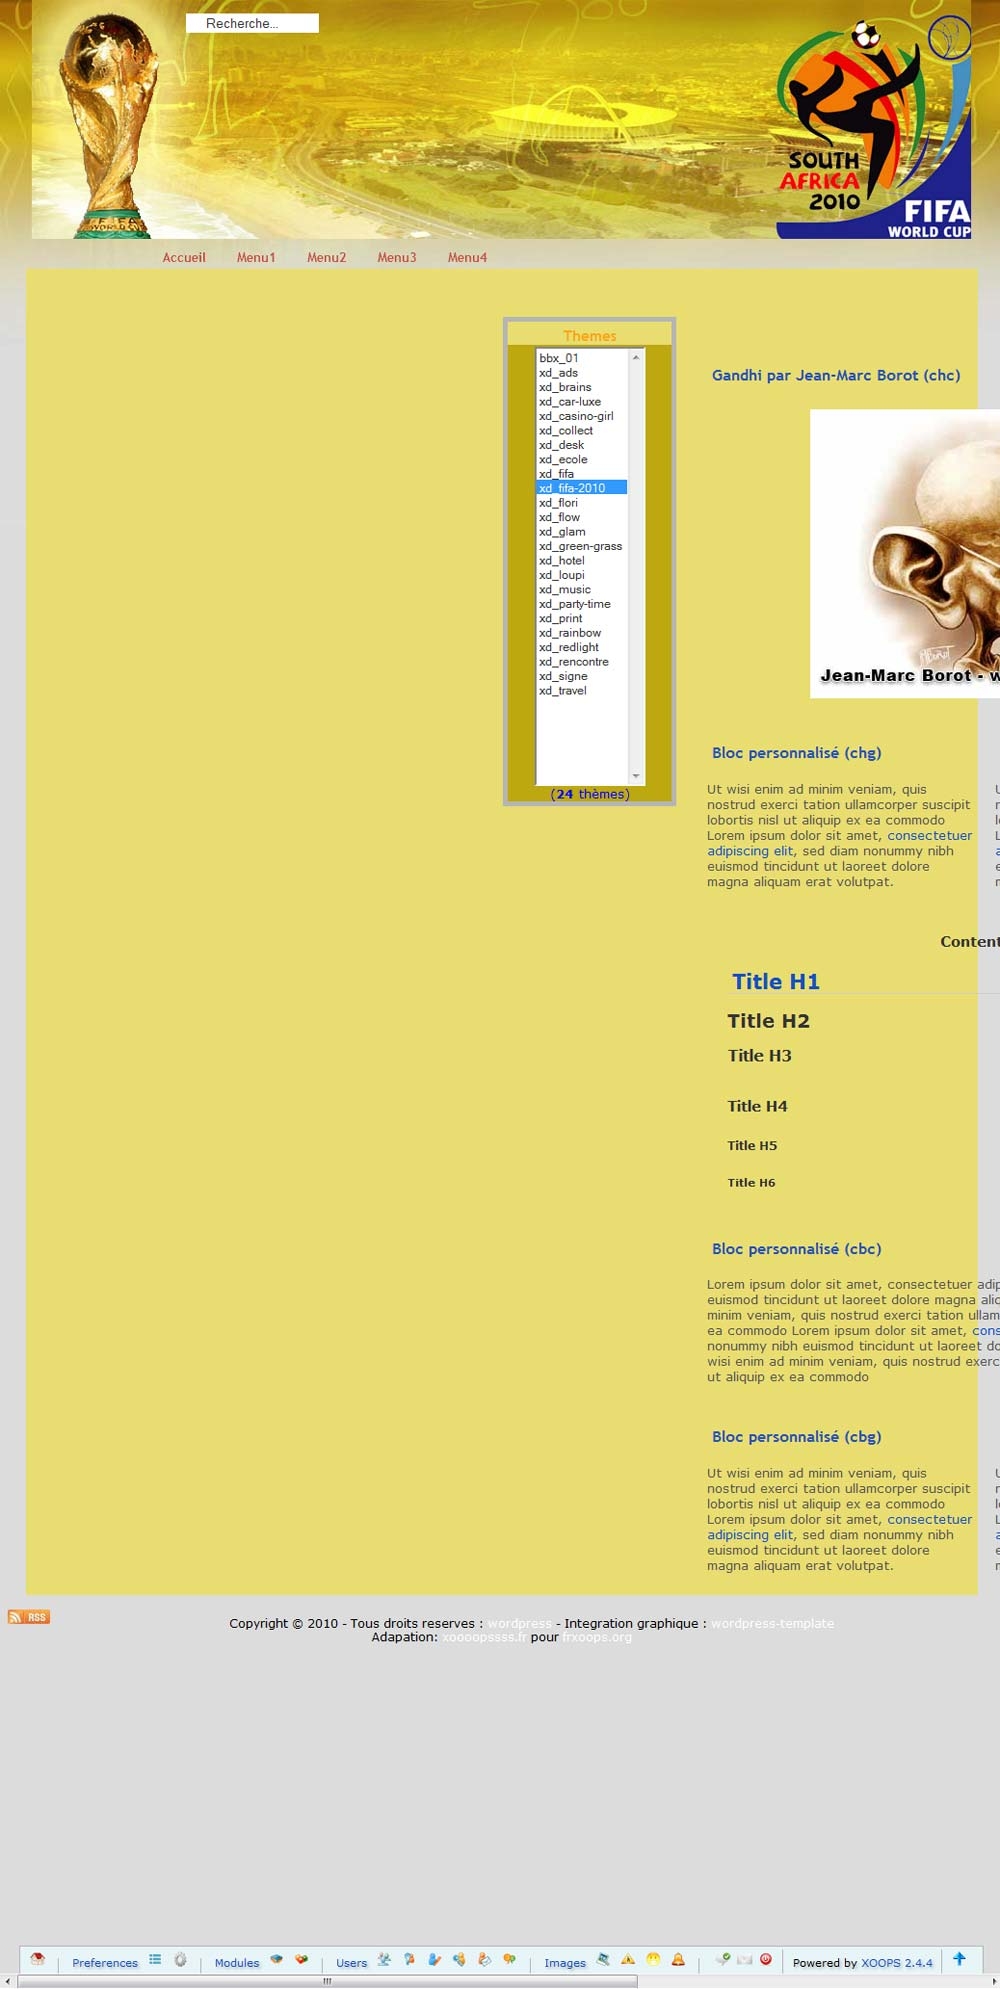 Recherche...
SOUTH
AFRICA
2010
FIFA
WORLD CUP
Accueil
Menu1
Menu2
Menu3
Menu4
Themes
bbx_01
xd_ads
xd_brains
xd_car-luxe
xd_casino-girl
xd_collect
xd_desk
xd_ecole
xd_fifa
xd_fifa-2010
xd_flori
xd_flow
xd_glam
xd_green-grass
xd_hotel
xd_loupi
xd_music
xd_party-time
xd_print
xd_rainbow
xd_redlight
xd_rencontre
xd_signe
xd_travel
(24 thèmes)
Gandhi par Jean-Marc Borot (chc)
Jean-Marc Borot - w
Bloc personnalisé (chg)
Ut wisi enim ad minim veniam, quis
nostrud exerci tation ullamcorper suscipit
lobortis nisl ut aliquip ex ea commodo
Lorem ipsum dolor sit amet, consectetuer
adipiscing elit, sed diam nonummy nibh
euismod tincidunt ut laoreet dolore
magna aliquam erat volutpat.
Content
Title H1
Title H2
Title H3
Title H4
Title H5
Title H6
Bloc personnalisé (cbc)
Lorem ipsum dolor sit amet, consectetuer adip
euismod tincidunt ut laoreet dolore magna aliq
minim veniam, quis nostrud exerci tation ullam
ea commodo Lorem ipsum dolor sit amet, cons
nonummy nibh euismod tincidunt ut laoreet do
wisi enim ad minim veniam, quis nostrud exerc
ut aliquip ex ea commodo
Bloc personnalisé (cbg)
Ut wisi enim ad minim veniam, quis
nostrud exerci tation ullamcorper suscipit
lobortis nisl ut aliquip ex ea commodo
Lorem ipsum dolor sit amet, consectetuer
adipiscing elit, sed diam nonummy nibh
euismod tincidunt ut laoreet dolore
magna aliquam erat volutpat.
RSS
Copyright © 2010 - Tous droits reserves : wordpress - Integration graphique : wordpress-template
Adapation: xoooopssss.fr pour frxoops.org
Preferences
Modules
Users
Images
Powered by XOOPS 2.4.4